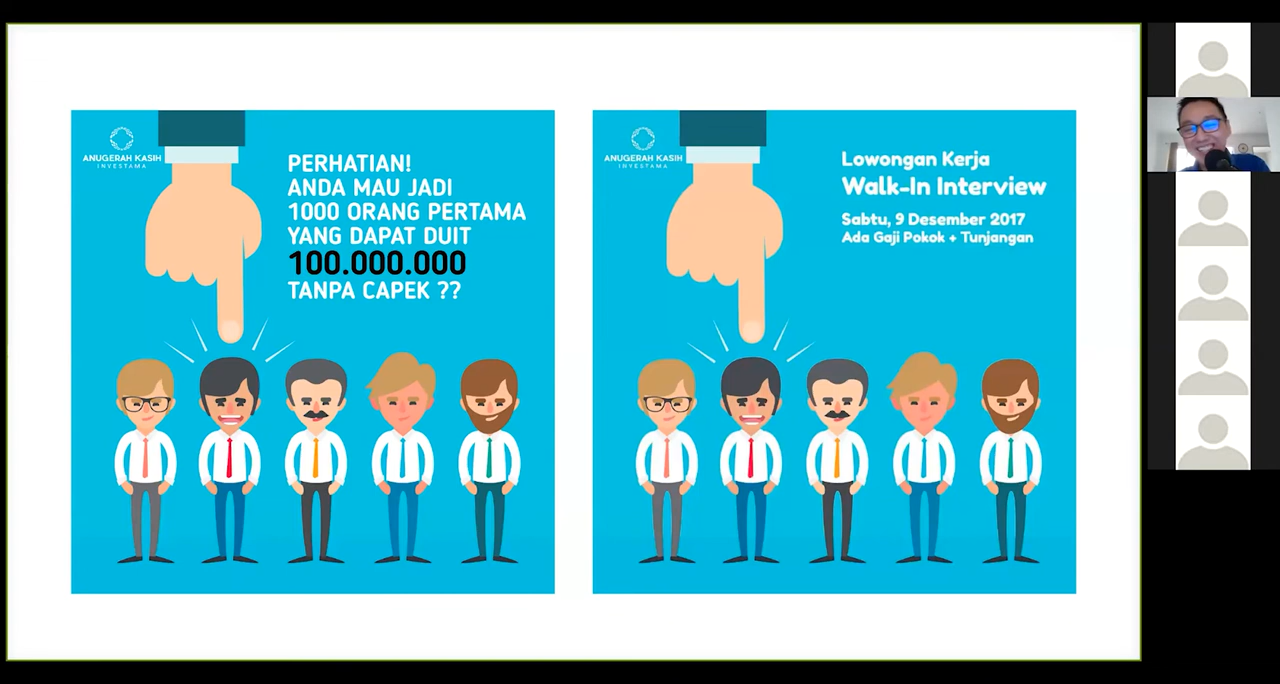 ANUGERAH KASIH
INVESTAMA
PERHATIAN!
ANDA MAU JADI
1000 ORANG PERTAMA
YANG DAPAT DUIT
100.000.000
TANPA CAPEK ??
ANUGERAH KASIH
INVESTAMA
Lowongan Kerja
Walk-In Interview
Sabtu, 9 Desember 2017
Ada Gaji Pokok + Tunjangan